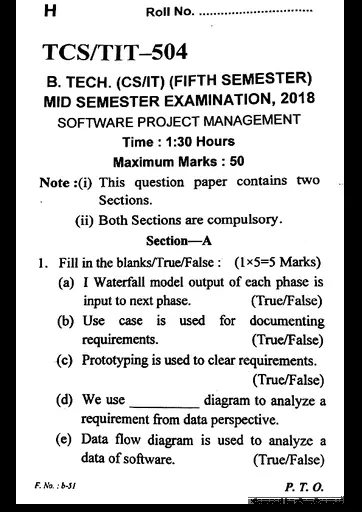 H Roll No. ................................
TCS/TIT–504
B. TECH. (CS/IT) (FIFTH SEMESTER)
MID SEMESTER EXAMINATION, 2018
SOFTWARE PROJECT MANAGEMENT
Time : 1:30 Hours
Maximum Marks : 50
Note :(i) This question paper contains two
Sections.
(ii) Both Sections are compulsory.
Section—A
1. Fill in the blanks/True/False : (1×5=5 Marks)
(a) I Waterfall model output of each phase is
input to next phase. (True/False)
(b) Use case is used for documenting
requirements. (True/False)
(c) Prototyping is used to clear requirements.
(True/False)
(d) We use __________ diagram to analyze a
requirement from data perspective.
(e) Data flow diagram is used to analyze a
data of software. (True/False)
F. No. : b-51 P. T. O.